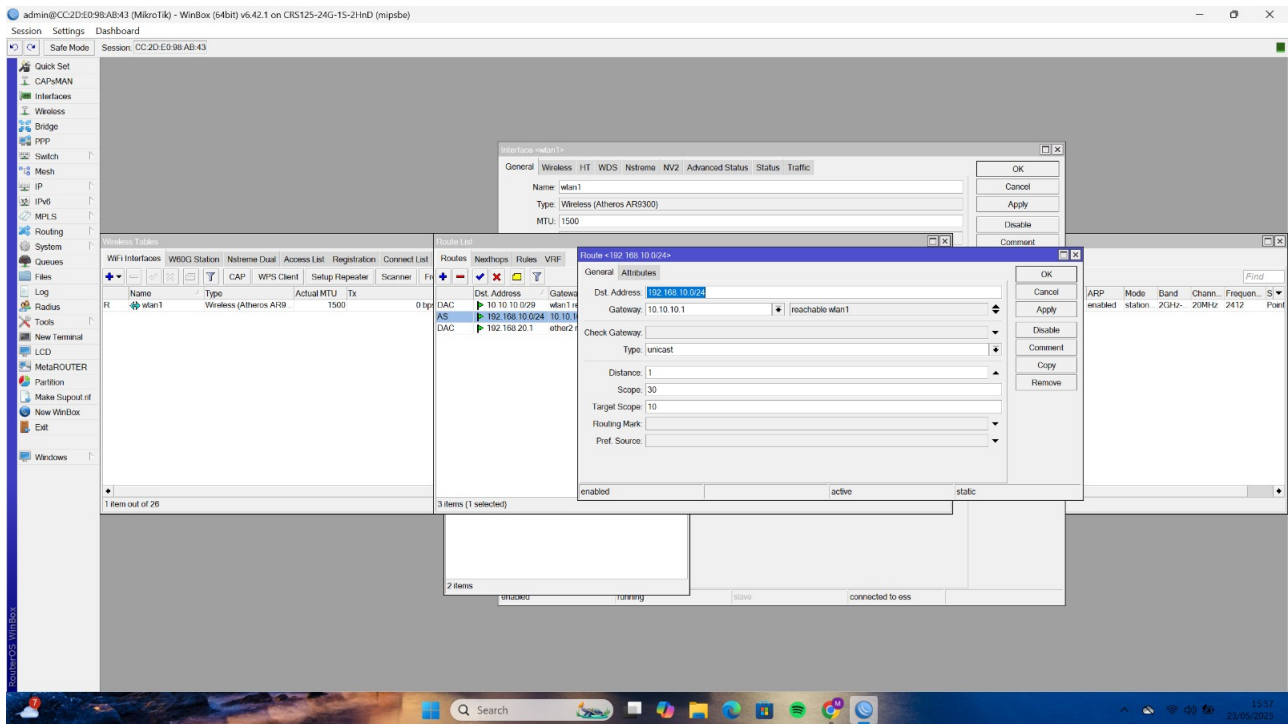 admin@CC:2D:E0:98:AB:43 (MikroTik) - WinBox (64bit) v6.42.1 on CRS125-24G-1S-2HnD (mipsbe)
Session Settings Dashboard
Safe Mode Session: CC:2D:E0:98:AB:43
Quick Set
CAPsMAN
Interfaces
Wireless
Bridge
PPP
Switch
Mesh
IP
IPv6
MPLS
Routing
System
Queues
Files
Log
Radius
Tools
New Terminal
LCD
MetaROUTER
Partition
Make Supout.rif
New WinBox
Exit
Windows
RouterOS WinBox
Interface <wlan1>
General Wireless HT WDS Nstreme NV2 Advanced Status Status Traffic
Name: wlan1
Type: Wireless (Atheros AR9300)
MTU: 1500
OK
Cancel
Apply
Disable
Comment
enabled running slave connected to ess
Wireless Tables
WiFi Interfaces W60G Station Nstreme Dual Access List Registration Connect List
CAP WPS Client Setup Repeater Scanner Fr
Name Type Actual MTU Tx
R wlan1 Wireless (Atheros AR9... 1500 0 bps
1 item out of 26
Find
ARP Mode Band Chann... Frequen... S
enabled station... 2GHz-... 20MHz 2412 Point
Route List
Routes Nexthops Rules VRF
Dst. Address Gatewa
DAC 10.10.10.0/29 wlan1 re
AS 192.168.10.0/24 10.10.1
DAC 192.168.20.1 ether2 r
3 items (1 selected)
2 items
Route <192.168.10.0/24>
General Attributes
Dst. Address: 192.168.10.0/24
Gateway: 10.10.10.1 reachable wlan1
Check Gateway:
Type: unicast
Distance: 1
Scope: 30
Target Scope: 10
Routing Mark:
Pref. Source:
OK
Cancel
Apply
Disable
Comment
Copy
Remove
enabled active static
7
Search
15:37
23/05/2025